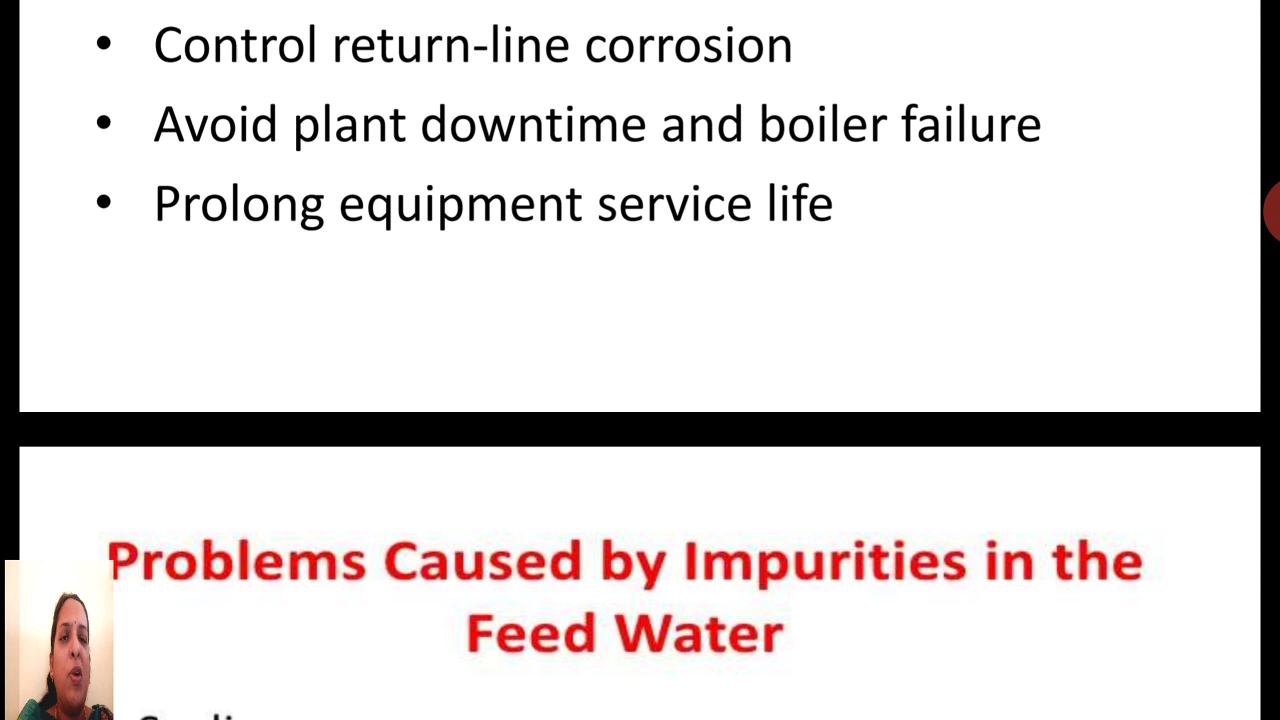 • Control return-line corrosion
• Avoid plant downtime and boiler failure
• Prolong equipment service life
Problems Caused by Impurities in the
Feed Water